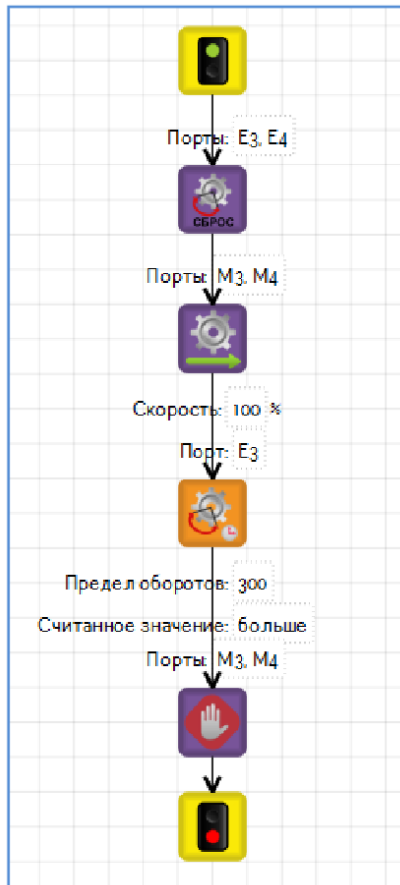 Порты: E3, E4
СБРОС
Порты: M3, M4
Скорость: 100 %
Порт: E3
Предел оборотов: 300
Считанное значение: больше
Порты: M3, M4